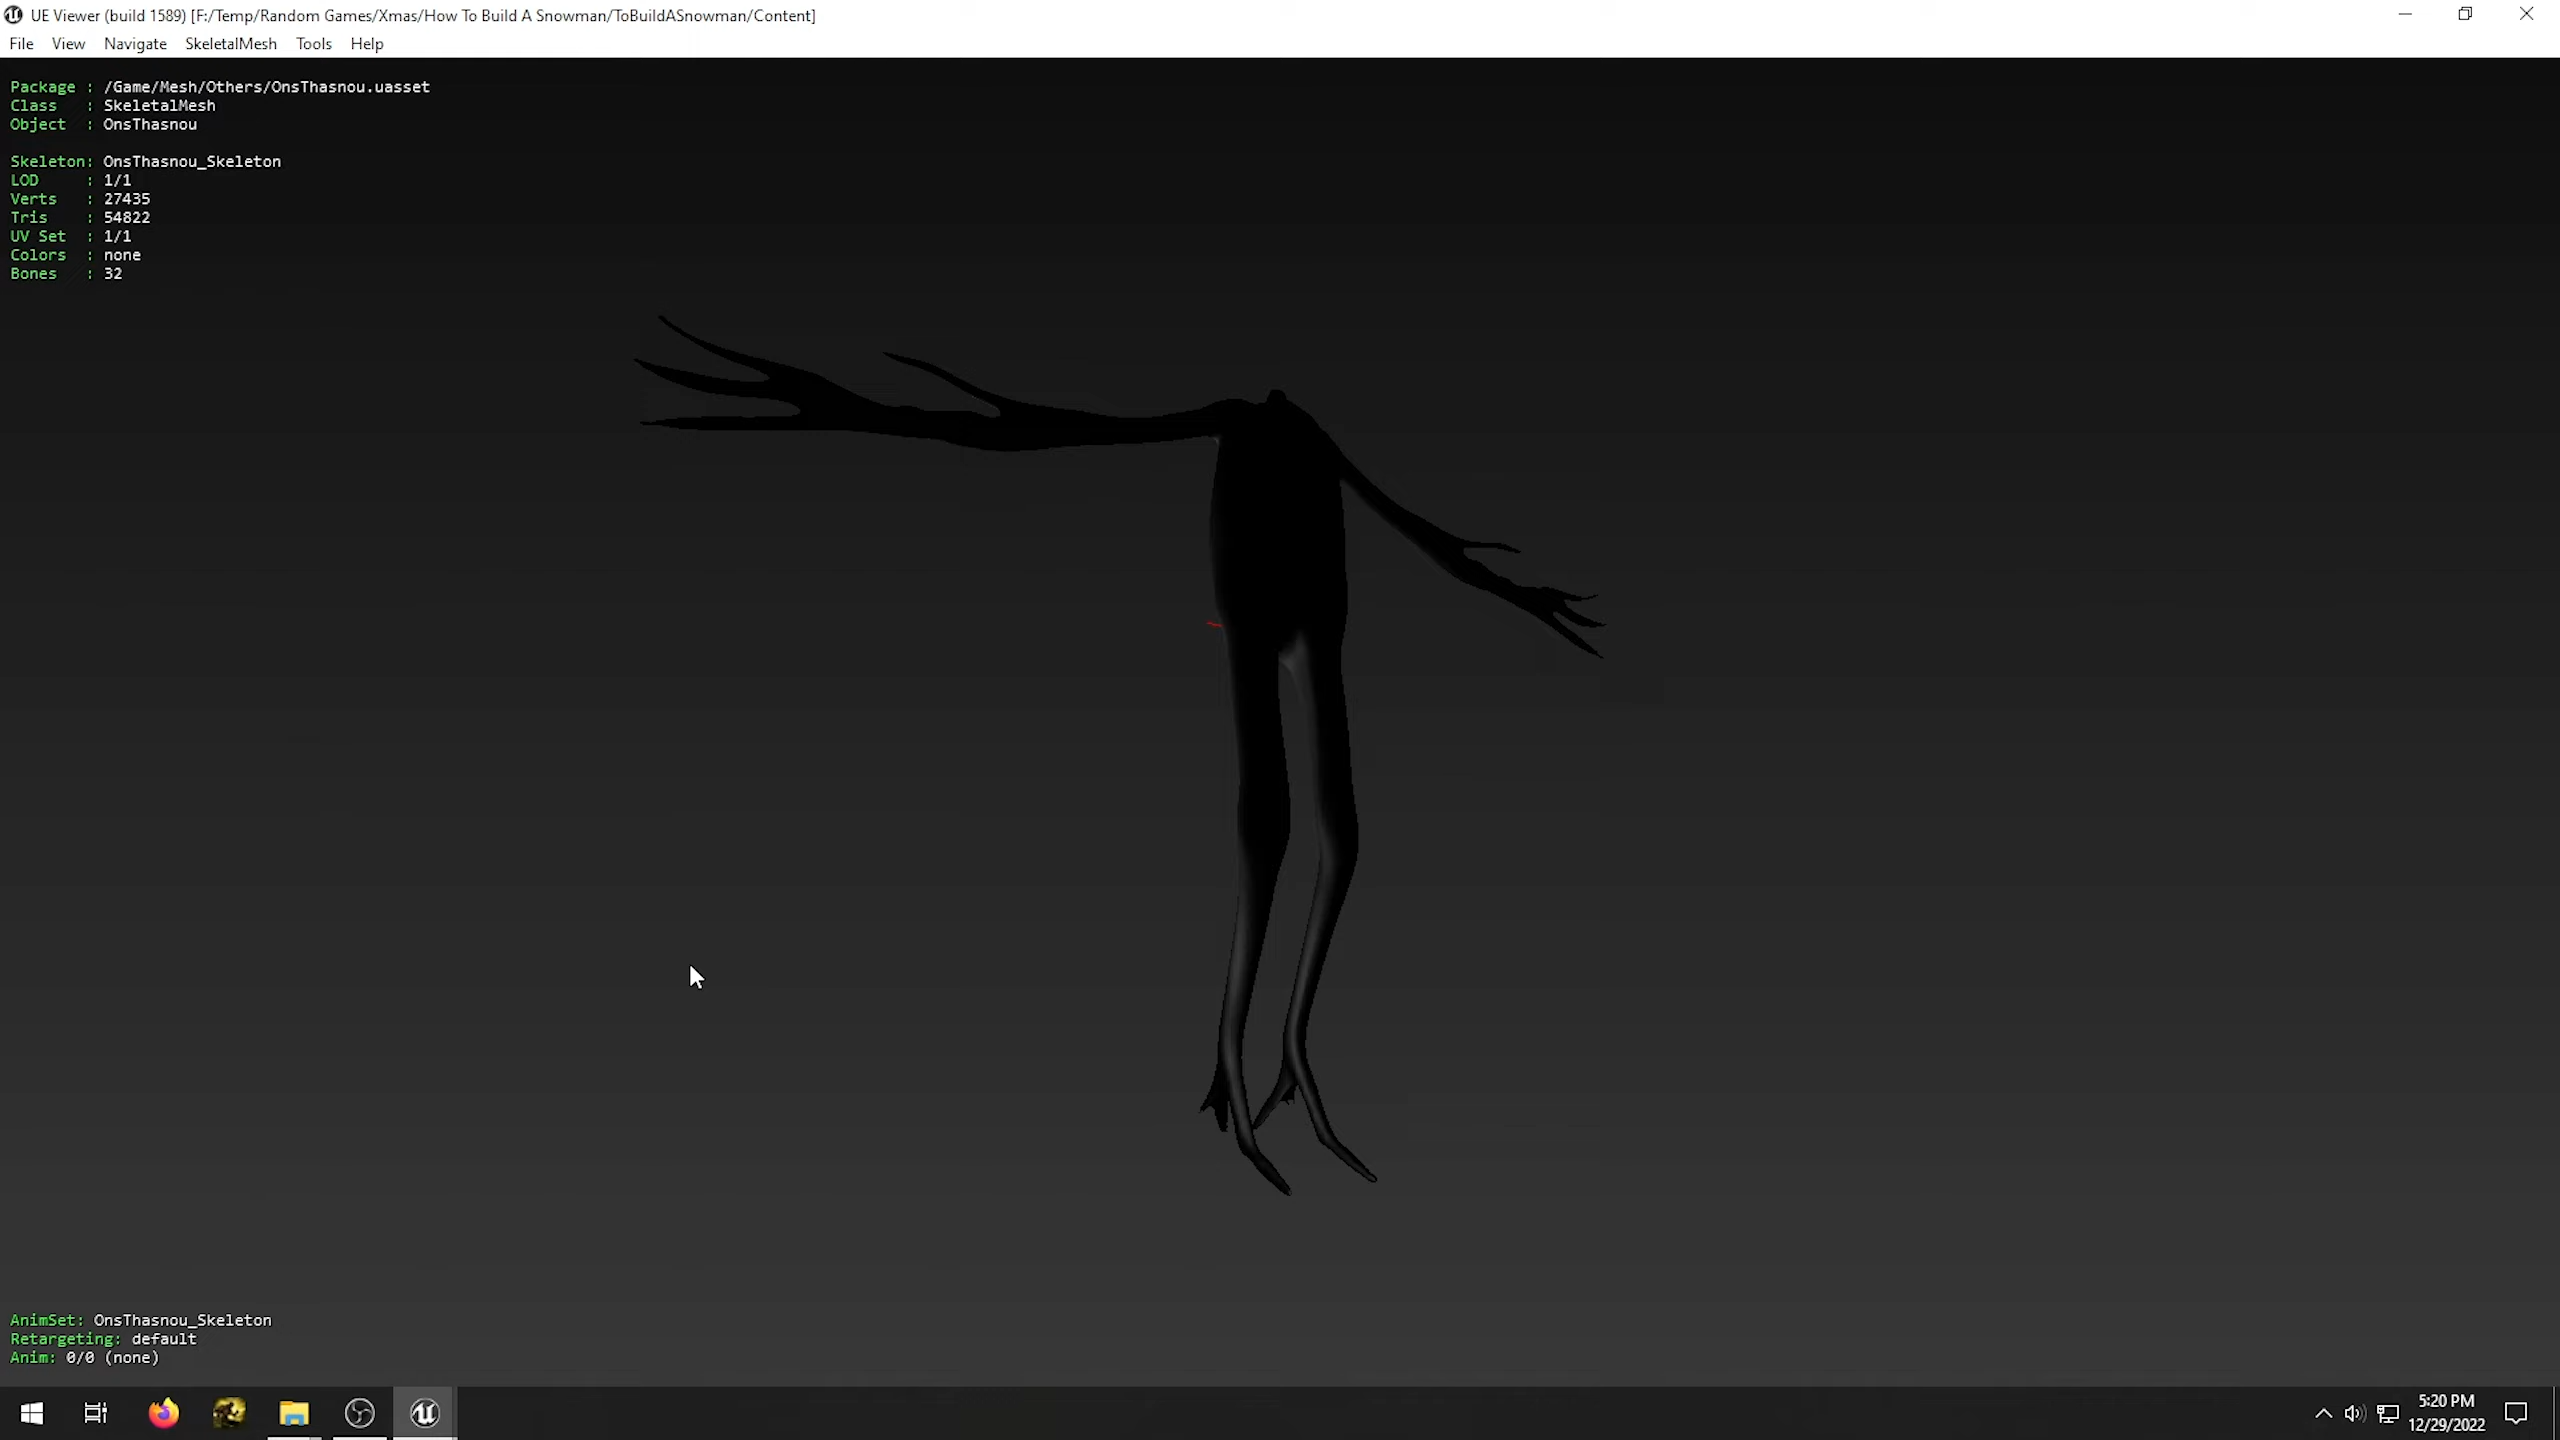 UE Viewer (build 1589) [F:/Temp/Random Games/Xmas/How To Build A Snowman/ToBuildASnowman/Content]
File View Navigate SkeletalMesh Tools Help
Package : /Game/Mesh/Others/OnsThasnou.uasset
Class : SkeletalMesh
Object : OnsThasnou
Skeleton: OnsThasnou_Skeleton
LOD : 1/1
Verts : 27435
Tris : 54822
UV Set : 1/1
Colors : none
Bones : 32
AnimSet: OnsThasnou_Skeleton
Retargeting: default
Anim: 0/0 (none)
5:20 PM
12/29/2022